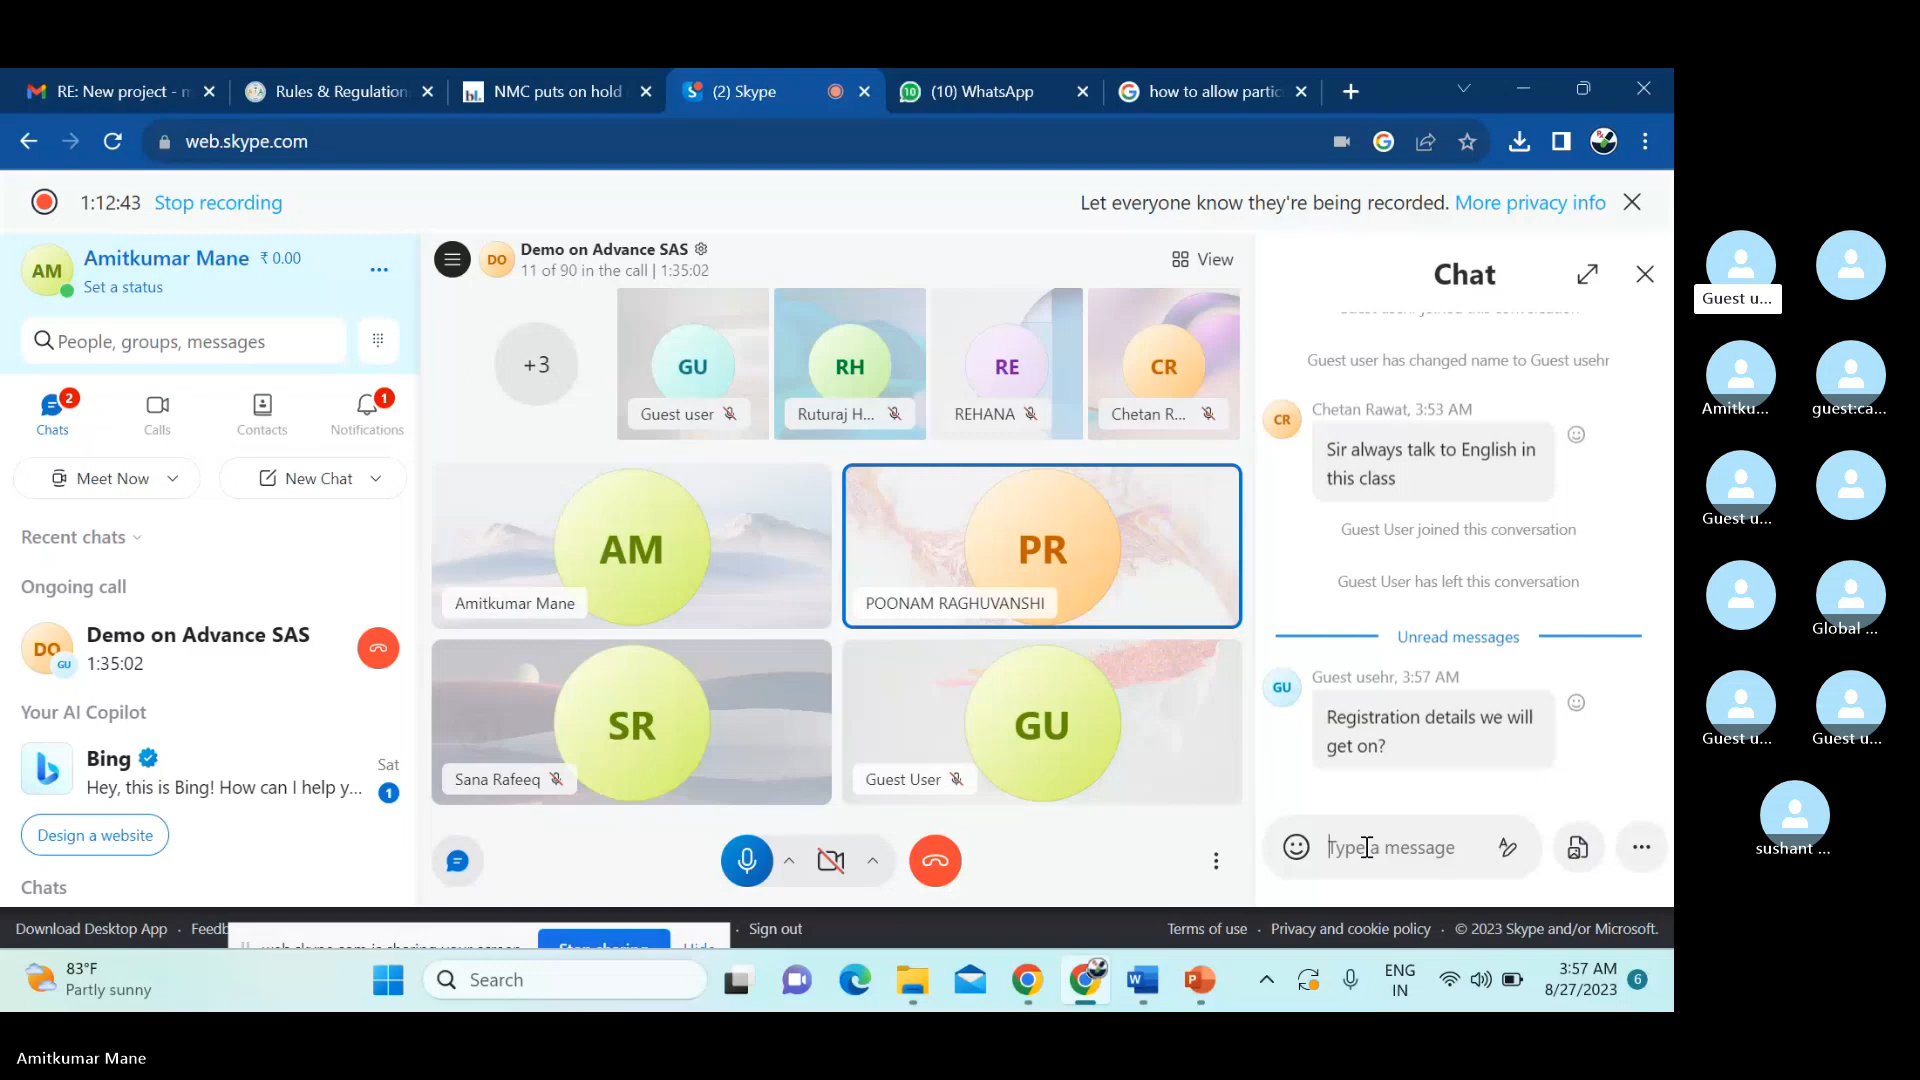 RE: New project - m
Rules & Regulation
bl.
NMC puts on hold
(2) Skype
(10) WhatsApp
how to allow partic
web.skype.com
1:12:43 Stop recording
Let everyone know they're being recorded. More privacy info
AM
Amitkumar Mane ₹ 0.00
Set a status
People, groups, messages
2
Chats
Calls
Contacts
1
Notifications
Meet Now
New Chat
Recent chats
Ongoing call
DO
GU
Demo on Advance SAS
1:35:02
Your AI Copilot
Bing
Sat
Hey, this is Bing! How can I help y...
1
Design a website
Chats
DO
Demo on Advance SAS
11 of 90 in the call | 1:35:02
View
+3
GU
Guest user
RH
Ruturaj H...
RE
REHANA
CR
Chetan R...
AM
Amitkumar Mane
PR
POONAM RAGHUVANSHI
SR
Sana Rafeeq
GU
Guest User
Chat
Guest user has changed name to Guest usehr
CR
Chetan Rawat, 3:53 AM
Sir always talk to English in
this class
Guest User joined this conversation
Guest User has left this conversation
Unread messages
GU
Guest usehr, 3:57 AM
Registration details we will
get on?
Type a message
Download Desktop App · Feedb
· Sign out
Terms of use · Privacy and cookie policy · © 2023 Skype and/or Microsoft.
83°F
Partly sunny
Search
ENG
IN
3:57 AM
8/27/2023
6
Guest u...
Amitku...
guest:ca...
Guest u...
Global ...
Guest u...
Guest u...
sushant ...
Amitkumar Mane